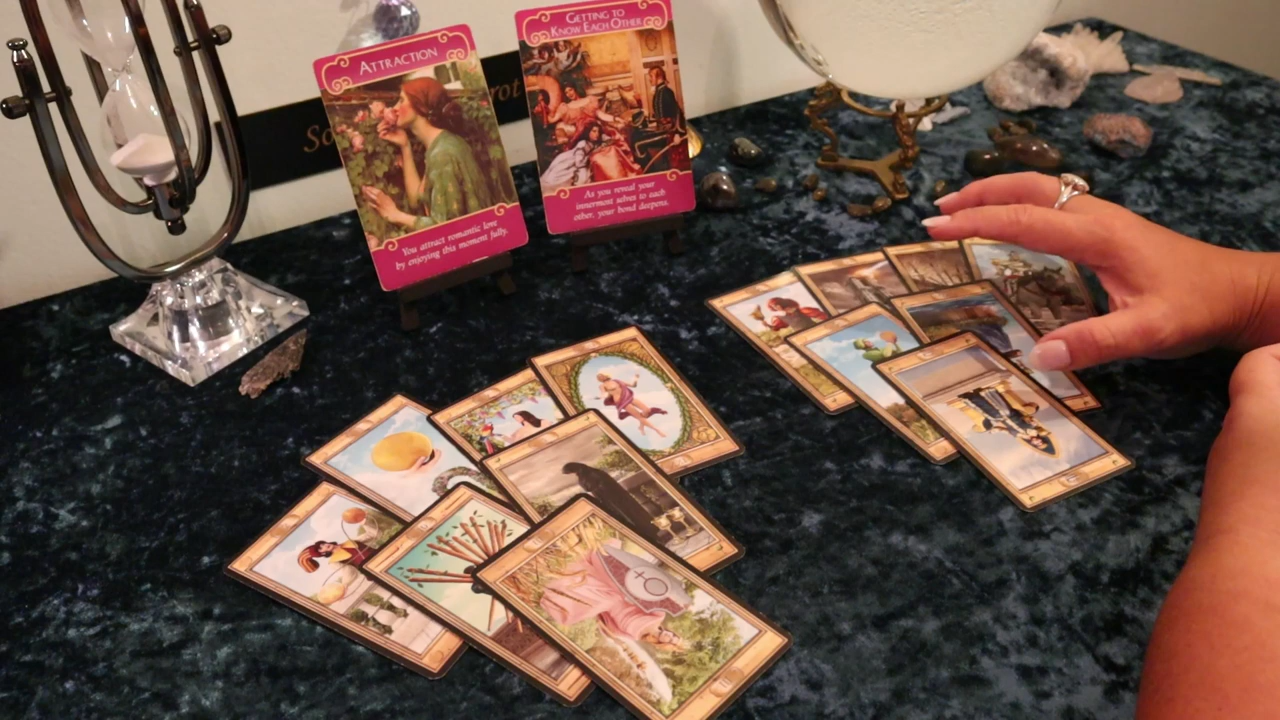 ATTRACTION
You attract romantic love
by enjoying this moment fully.
GETTING TO
KNOW EACH OTHER
As you reveal your
innermost selves to each
other, your bond deepens.